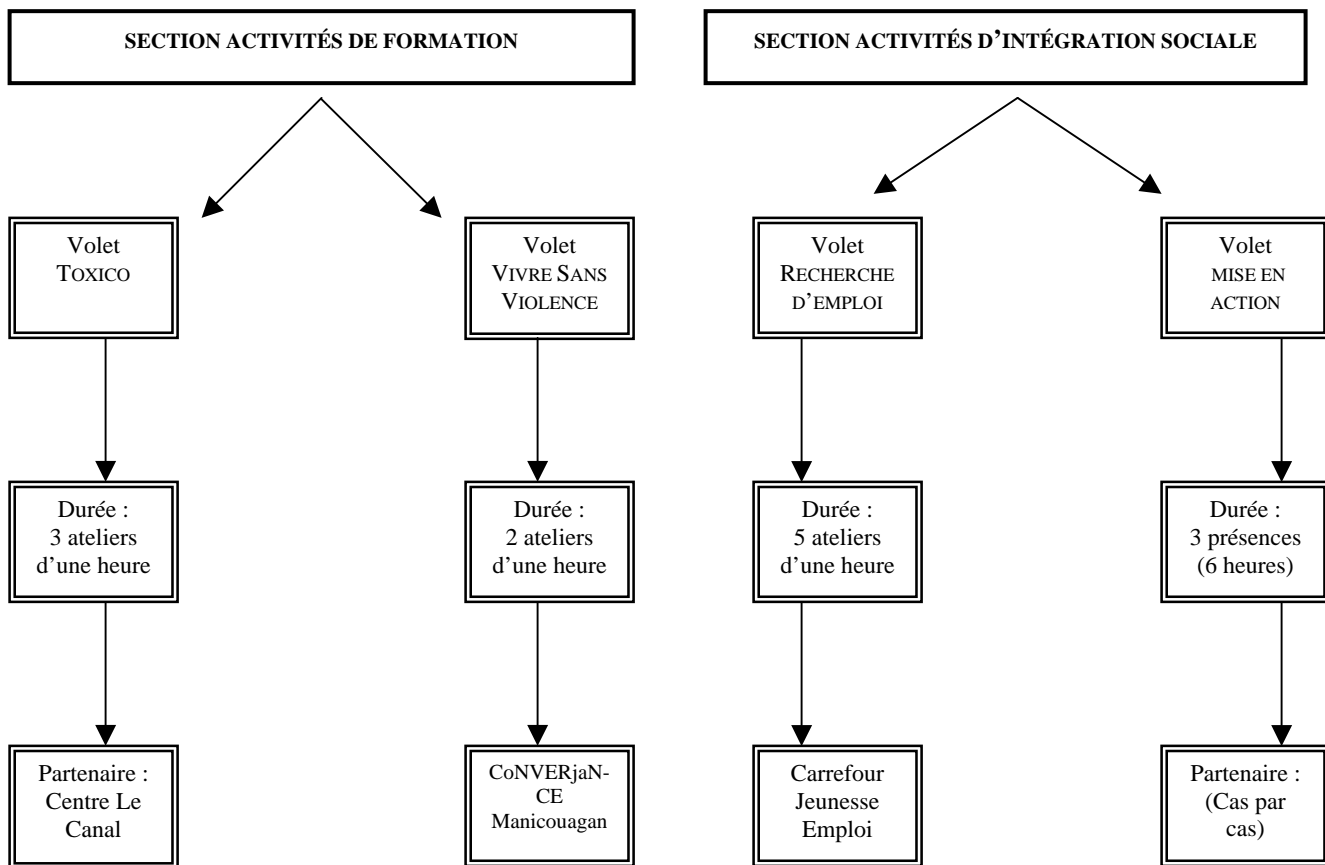 SECTION ACTIVITÉS DE FORMATION
SECTION ACTIVITÉS D’INTÉGRATION SOCIALE
Volet
TOXICO
Volet
VIVRE SANS
VIOLENCE
Volet
RECHERCHE
D’EMPLOI
Volet
MISE EN
ACTION
Durée :
3 ateliers
d’une heure
Durée :
2 ateliers
d’une heure
Durée :
5 ateliers
d’une heure
Durée :
3 présences
(6 heures)
Partenaire :
Centre Le
Canal
CoNVERjaN-
CE
Manicouagan
Carrefour
Jeunesse
Emploi
Partenaire :
(Cas par
cas)